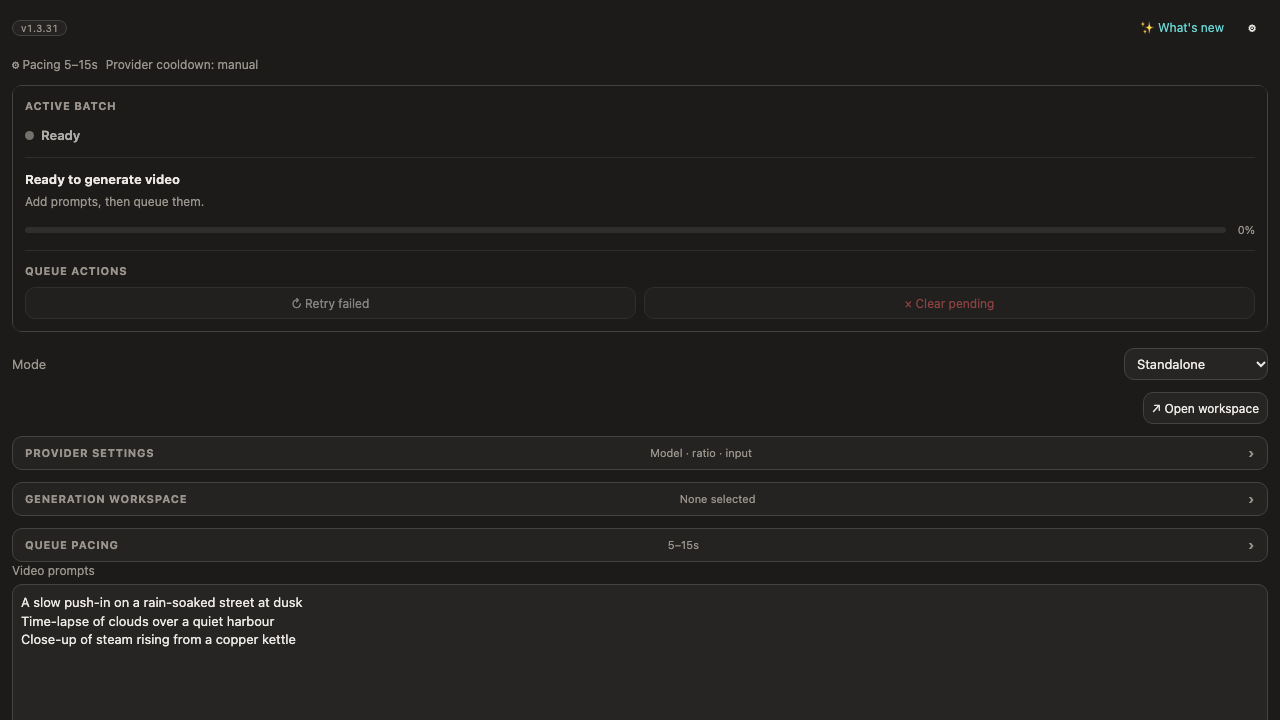 v1.3.31
✨ What's new
⚙ Pacing 5–15s Provider cooldown: manual
ACTIVE BATCH
Ready
Ready to generate video
Add prompts, then queue them.
0%
QUEUE ACTIONS
↻ Retry failed
× Clear pending
Mode
Standalone
↗ Open workspace
PROVIDER SETTINGS
Model · ratio · input
GENERATION WORKSPACE
None selected
QUEUE PACING
5–15s
Video prompts
A slow push-in on a rain-soaked street at dusk
Time-lapse of clouds over a quiet harbour
Close-up of steam rising from a copper kettle